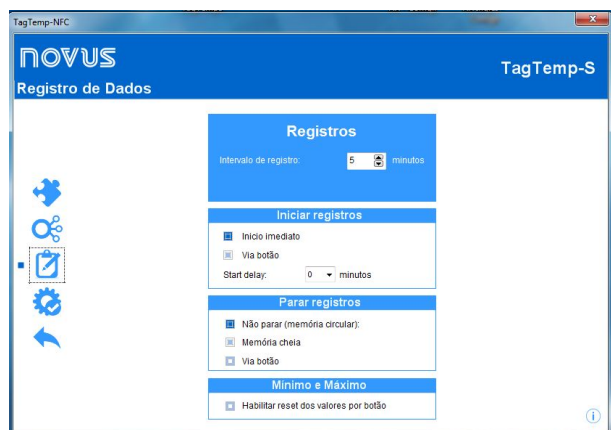 TagTemp-NFC
NOVUS
TagTemp-S
Registro de Dados
Registros
Intervalo de registro: 5 minutos
Iniciar registros
Início imediato
Via botão
Start delay: 0 minutos
Parar registros
Não parar (memória circular):
Memória cheia
Via botão
Mínimo e Máximo
Habilitar reset dos valores por botão